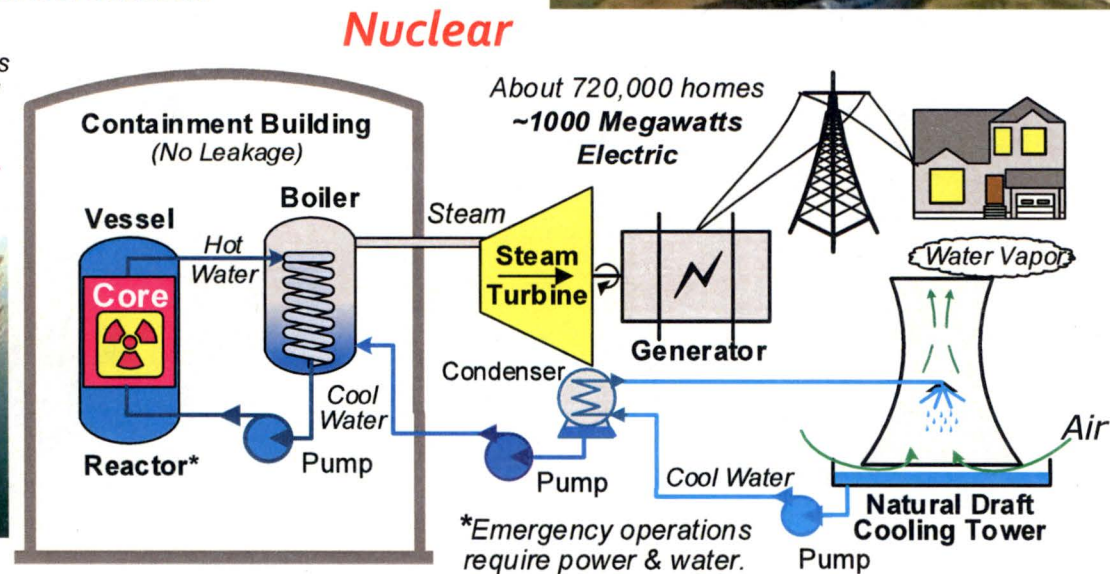 Nuclear
s
About 720,000 homes
~1000 Megawatts
Electric
Containment Building
(No Leakage)
Boiler
Vessel
Steam
Hot
Water
Core
Steam
Turbine
Water Vapor
Generator
Condenser
Cool
Water
Air
Reactor*
Pump
Pump
Cool Water
Natural Draft
Cooling Tower
*Emergency operations
require power & water.
Pump